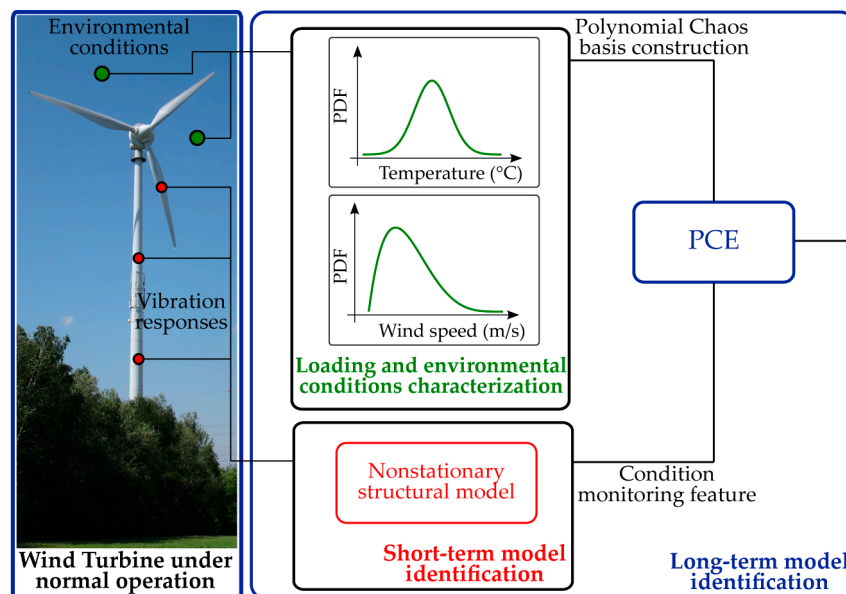 Environmental
conditions
Vibration
responses
Wind Turbine under
normal operation
PDF
Temperature (°C)
PDF
Wind speed (m/s)
Loading and environmental
conditions characterization
Nonstationary
structural model
Short-term model
identification
Polynomial Chaos
basis construction
PCE
Condition
monitoring feature
Long-term model
identification